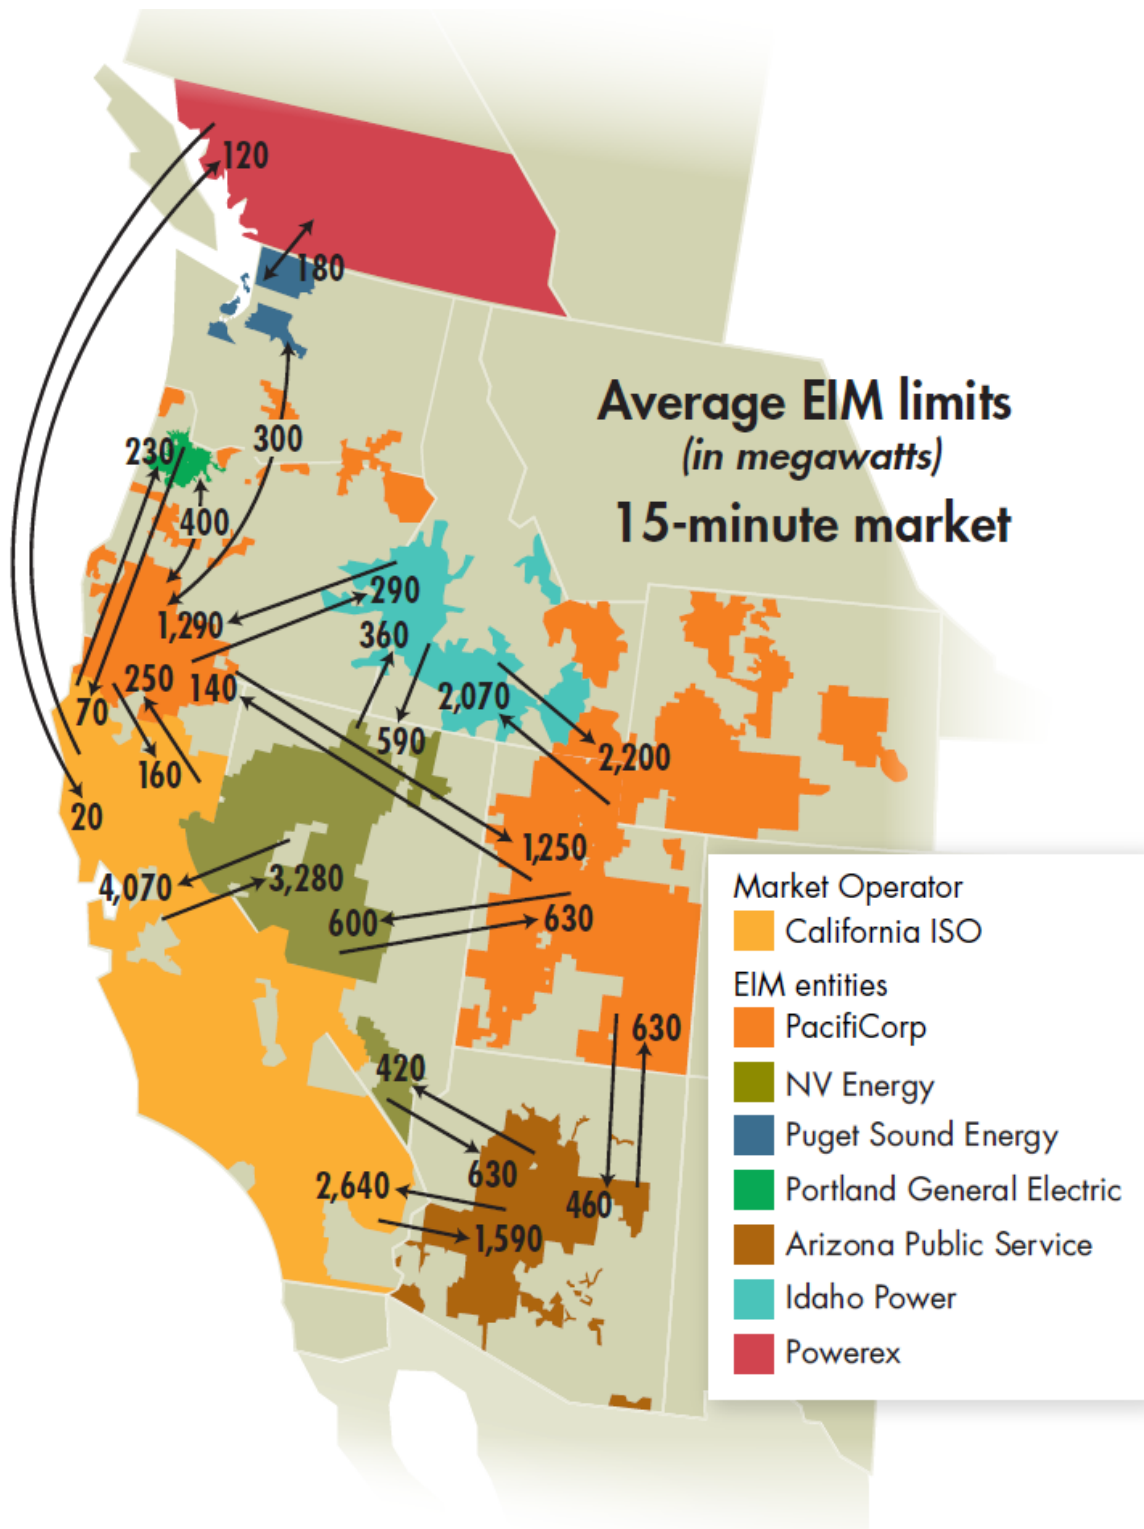 120
180
Average EIM limits
(in megawatts)
15-minute market
300
230
400
290
1,290
360
250
140
2,070
70
590
2,200
160
20
1,250
4,070
3,280
600
630
Market Operator
California ISO
EIM entities
PacifiCorp
NV Energy
Puget Sound Energy
Portland General Electric
Arizona Public Service
Idaho Power
Powerex
630
420
630
2,640
460
1,590